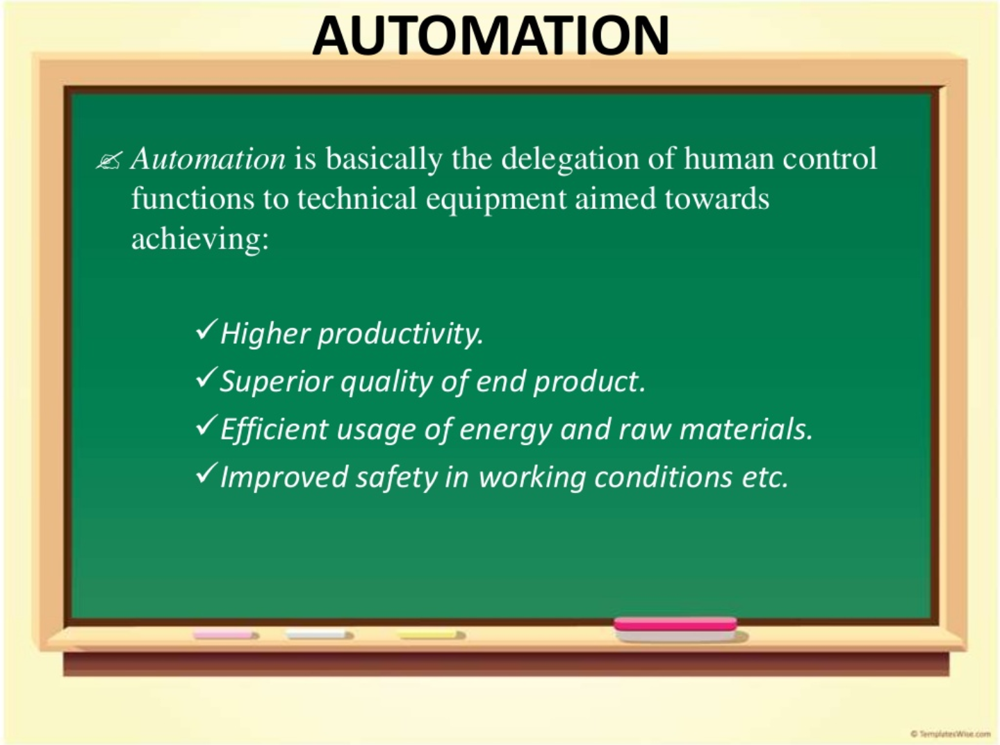 AUTOMATION
Automation is basically the delegation of human control
functions to technical equipment aimed towards
achieving:
✓Higher productivity.
✓Superior quality of end product.
✓Efficient usage of energy and raw materials.
✓Improved safety in working conditions etc.
© TemplatesWise.com